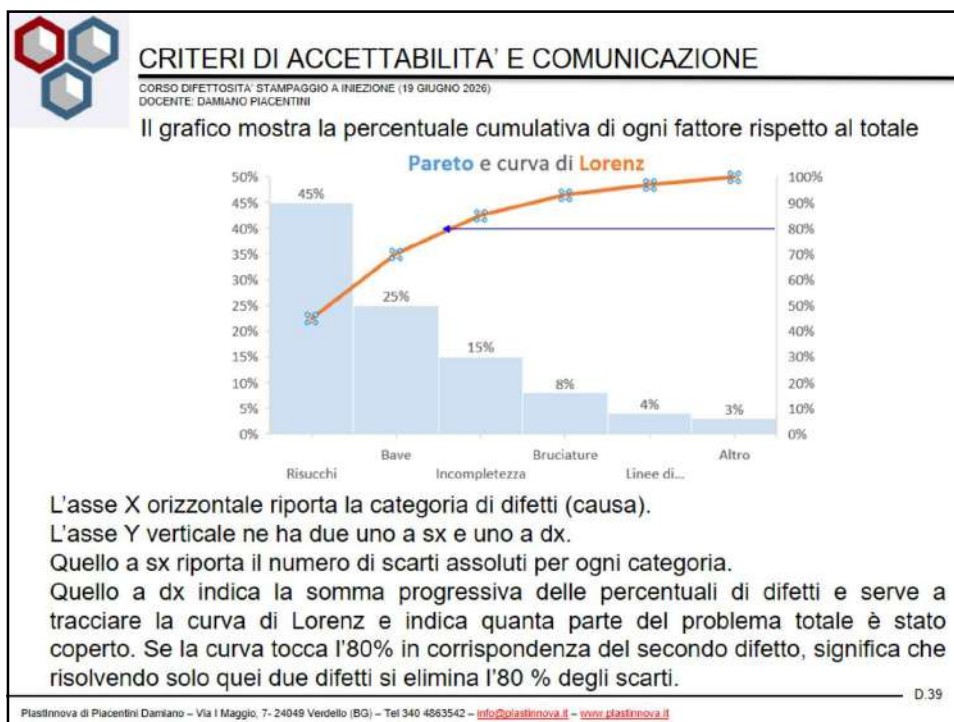 CRITERI DI ACCETTABILITA' E COMUNICAZIONE
CORSO DIFETTOSITA' STAMPAGGIO A INIEZIONE (19 GIUGNO 2026)
DOCENTE: DAMIANO PIACENTINI
Il grafico mostra la percentuale cumulativa di ogni fattore rispetto al totale
Pareto e curva di Lorenz
50%
45%
40%
35%
30%
25%
20%
15%
10%
5%
0%
45%
25%
15%
8%
4%
3%
100%
90%
80%
70%
60%
50%
40%
30%
20%
10%
0%
Bave
Bruciature
Altro
Risucchi
Incompletezza
Linee di...
L'asse X orizzontale riporta la categoria di difetti (causa).
L'asse Y verticale ne ha due uno a sx e uno a dx.
Quello a sx riporta il numero di scarti assoluti per ogni categoria.
Quello a dx indica la somma progressiva delle percentuali di difetti e serve a
tracciare la curva di Lorenz e indica quanta parte del problema totale è stato
coperto. Se la curva tocca l'80% in corrispondenza del secondo difetto, significa che
risolvendo solo quei due difetti si elimina l'80 % degli scarti.
D.39
PlastInnova di Piacentini Damiano – Via I Maggio, 7- 24049 Verdello (BG) – Tel 340 4863542 – info@plastinnova.it – www.plastinnova.it